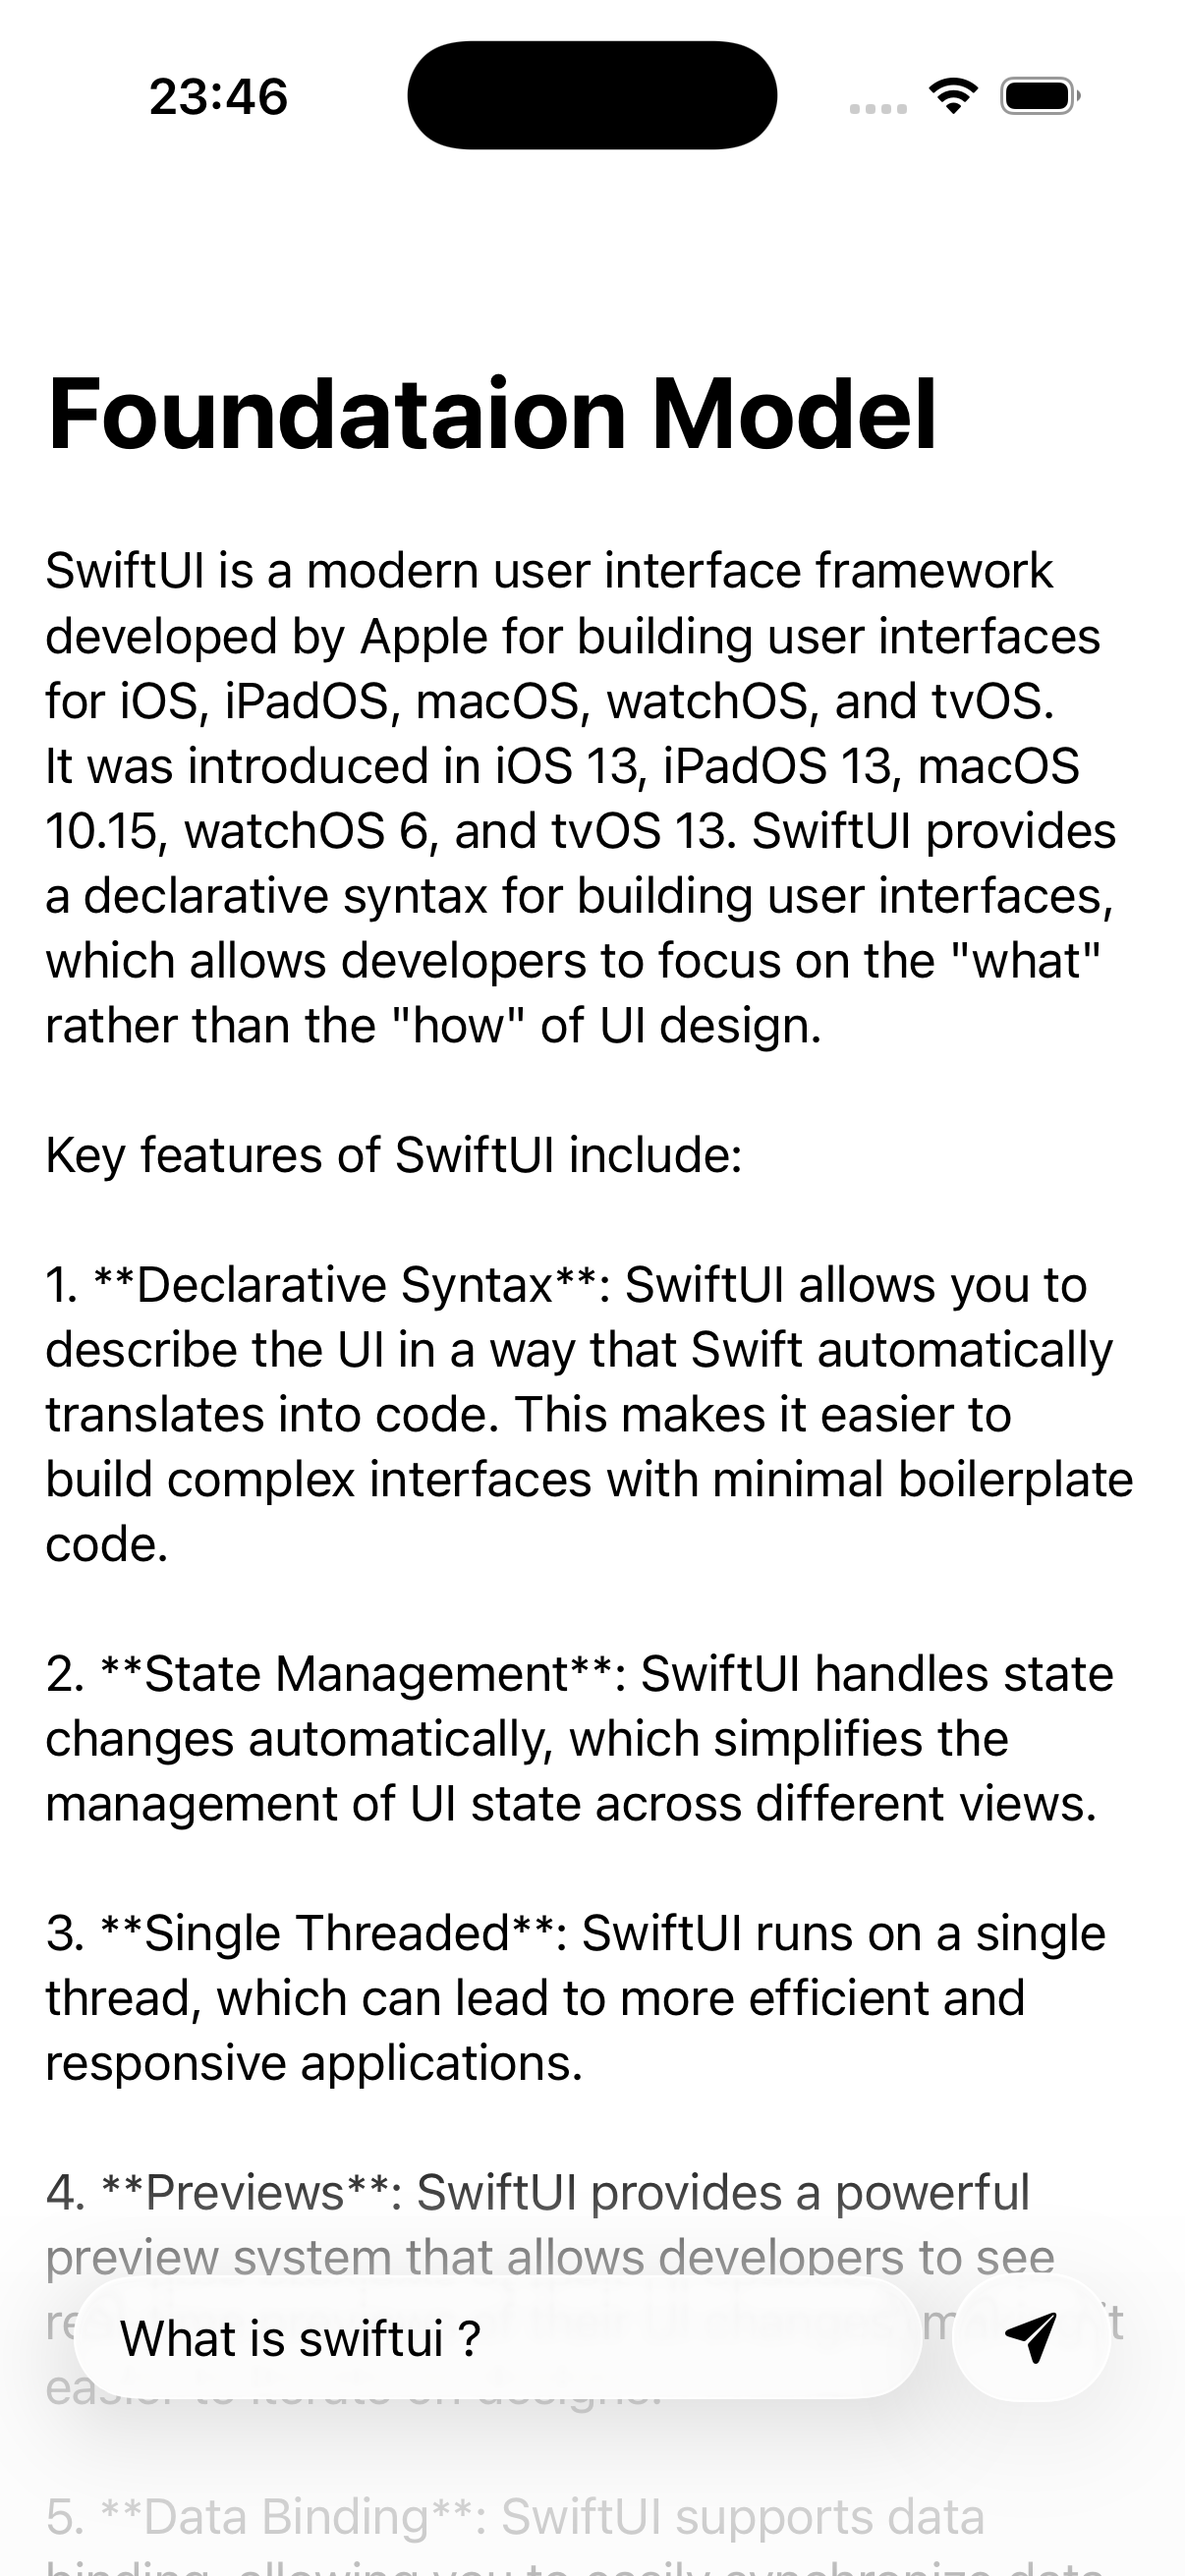 23:46
Foundataion Model
SwiftUI is a modern user interface framework
developed by Apple for building user interfaces
for iOS, iPadOS, macOS, watchOS, and tvOS.
It was introduced in iOS 13, iPadOS 13, macOS
10.15, watchOS 6, and tvOS 13. SwiftUI provides
a declarative syntax for building user interfaces,
which allows developers to focus on the "what"
rather than the "how" of UI design.
Key features of SwiftUI include:
1. **Declarative Syntax**: SwiftUI allows you to
describe the UI in a way that Swift automatically
translates into code. This makes it easier to
build complex interfaces with minimal boilerplate
code.
2. **State Management**: SwiftUI handles state
changes automatically, which simplifies the
management of UI state across different views.
3. **Single Threaded**: SwiftUI runs on a single
thread, which can lead to more efficient and
responsive applications.
4. **Previews**: SwiftUI provides a powerful
preview system that allows developers to see
What is swiftui ?
easier to iterate on designs.
5. **Data Binding**: SwiftUI supports data
binding, allowing you to easily synchronize data